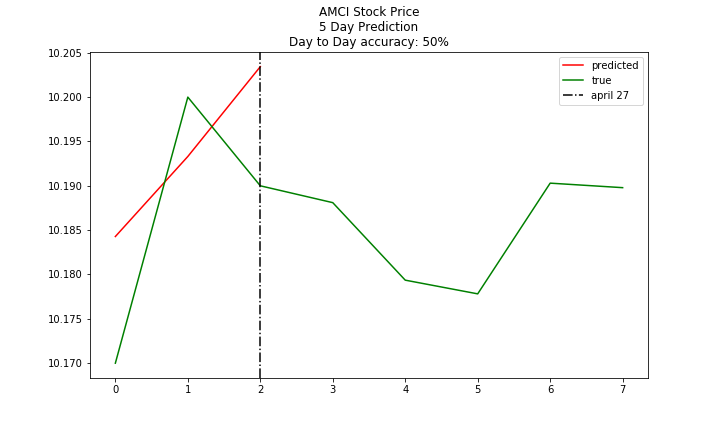 AMCI Stock Price
5 Day Prediction
Day to Day accuracy: 50%
10.205
10.200
10.195
10.190
10.185
10.180
10.175
10.170
predicted
true
april 27
0 1 2 3 4 5 6 7